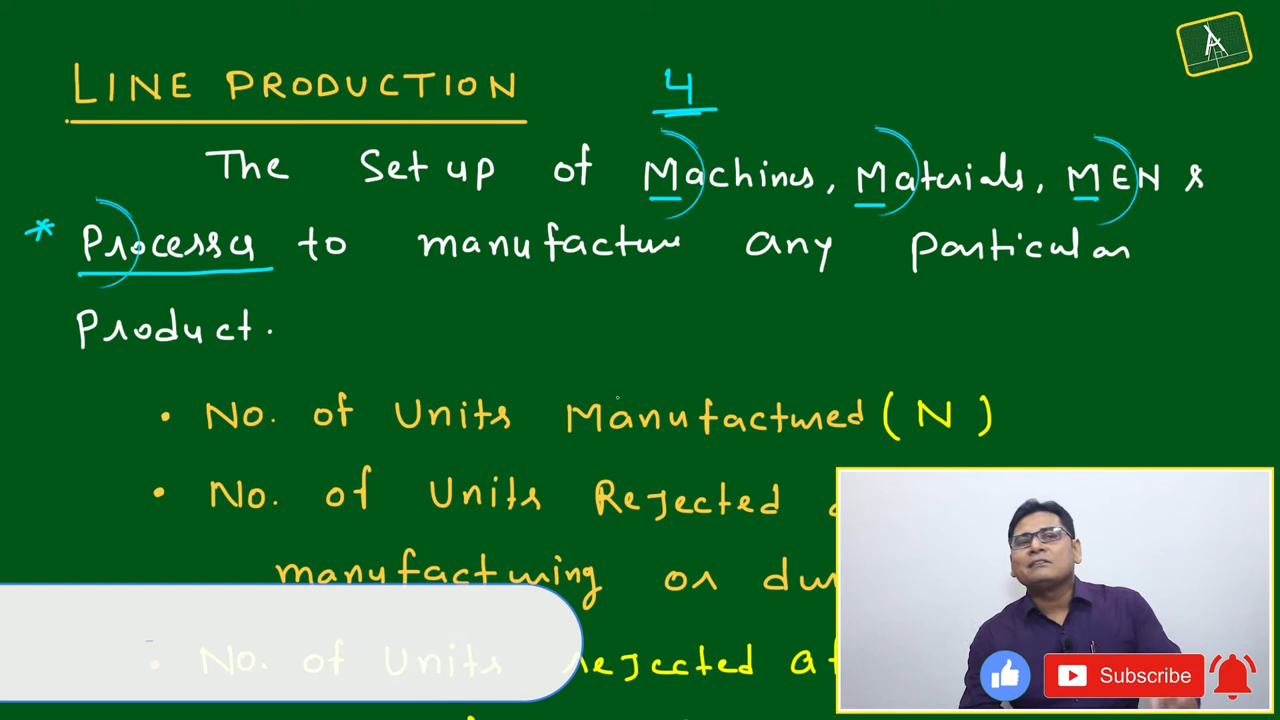 LINE PRODUCTION 4
The Set up of Machines, Materials, MEN &
* Processes to manufacture any particular
Product.
• No. of Units Manufactured (N)
• No. of Units Rejected
manufacturing or
• No. of Units rejected
Subscribe